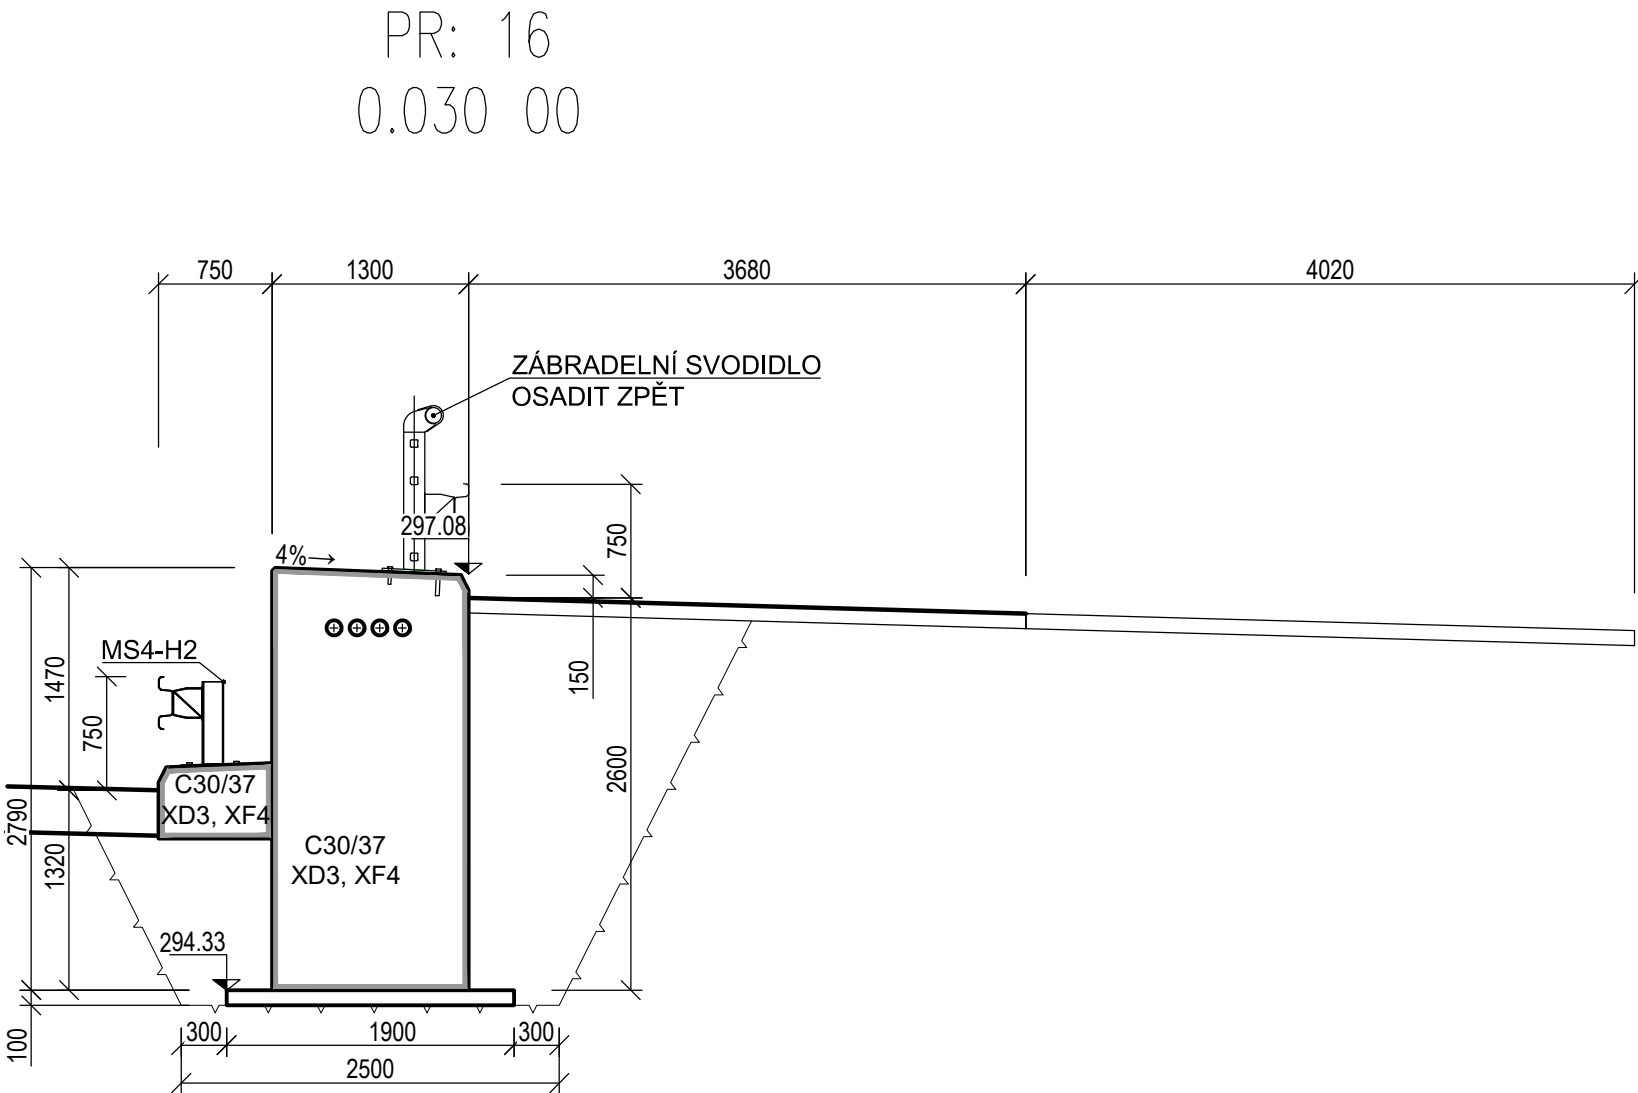 PR: 16
0.030 00
750
1300
3680
4020
ZÁBRADELNÍ SVODIDLO
OSADIT ZPĚT
297.08
4%→
750
150
2600
MS4-H2
1470
750
C30/37
XD3, XF4
2790
1320
C30/37
XD3, XF4
294.33
100
300
1900
300
2500